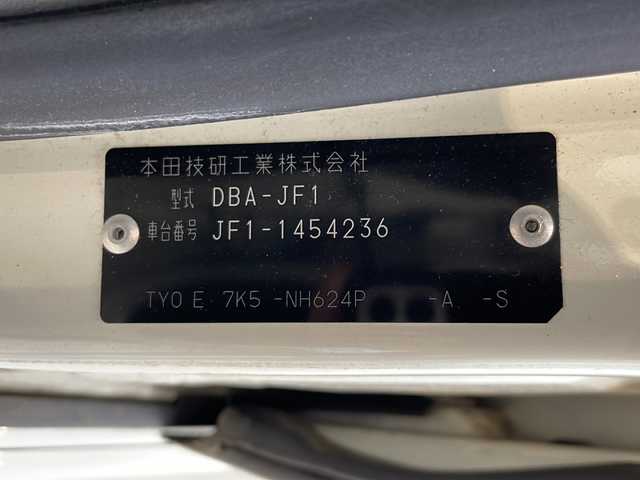 本田技研工業株式会社
型式 DBA-JF1
車台番号 JF1-1454236
TYO E 7K5 -NH624P -A -S